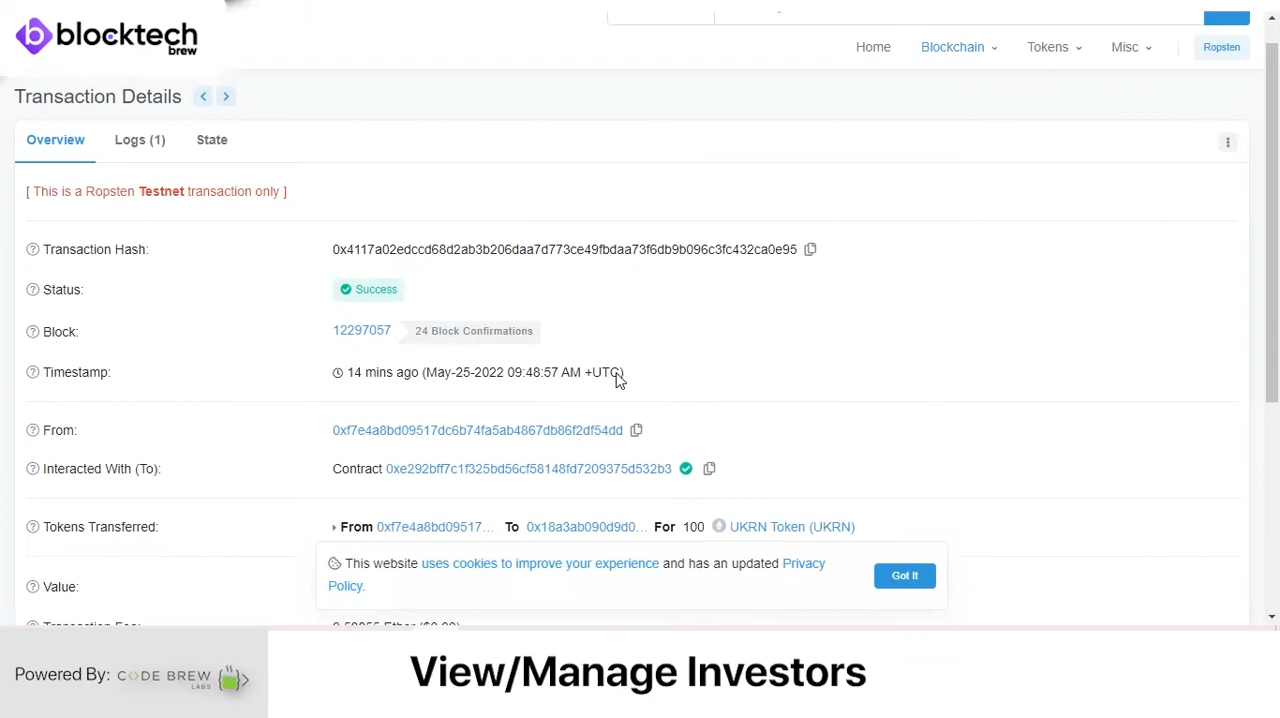 blocktech
brew
Home
Blockchain
Tokens
Misc
Ropsten
Transaction Details
Overview
Logs (1)
State
[ This is a Ropsten Testnet transaction only ]
Transaction Hash:
0x4117a02edccd68d2ab3b206daa7d773ce49fbdaa73f6db9b096c3fc432ca0e95
Status:
Success
Block:
12297057
24 Block Confirmations
Timestamp:
14 mins ago (May-25-2022 09:48:57 AM +UTC)
From:
0xf7e4a8bd09517dc6b74fa5ab4867db86f2df54dd
Interacted With (To):
Contract 0xe292bff7c1f325bd56cf58148fd7209375d532b3
Tokens Transferred:
From 0xf7e4a8bd09517... To 0x18a3ab090d9d0... For 100 UKRN Token (UKRN)
This website uses cookies to improve your experience and has an updated Privacy
Policy.
Got It
Value:
Powered By: CODE BREW
LABS
View/Manage Investors